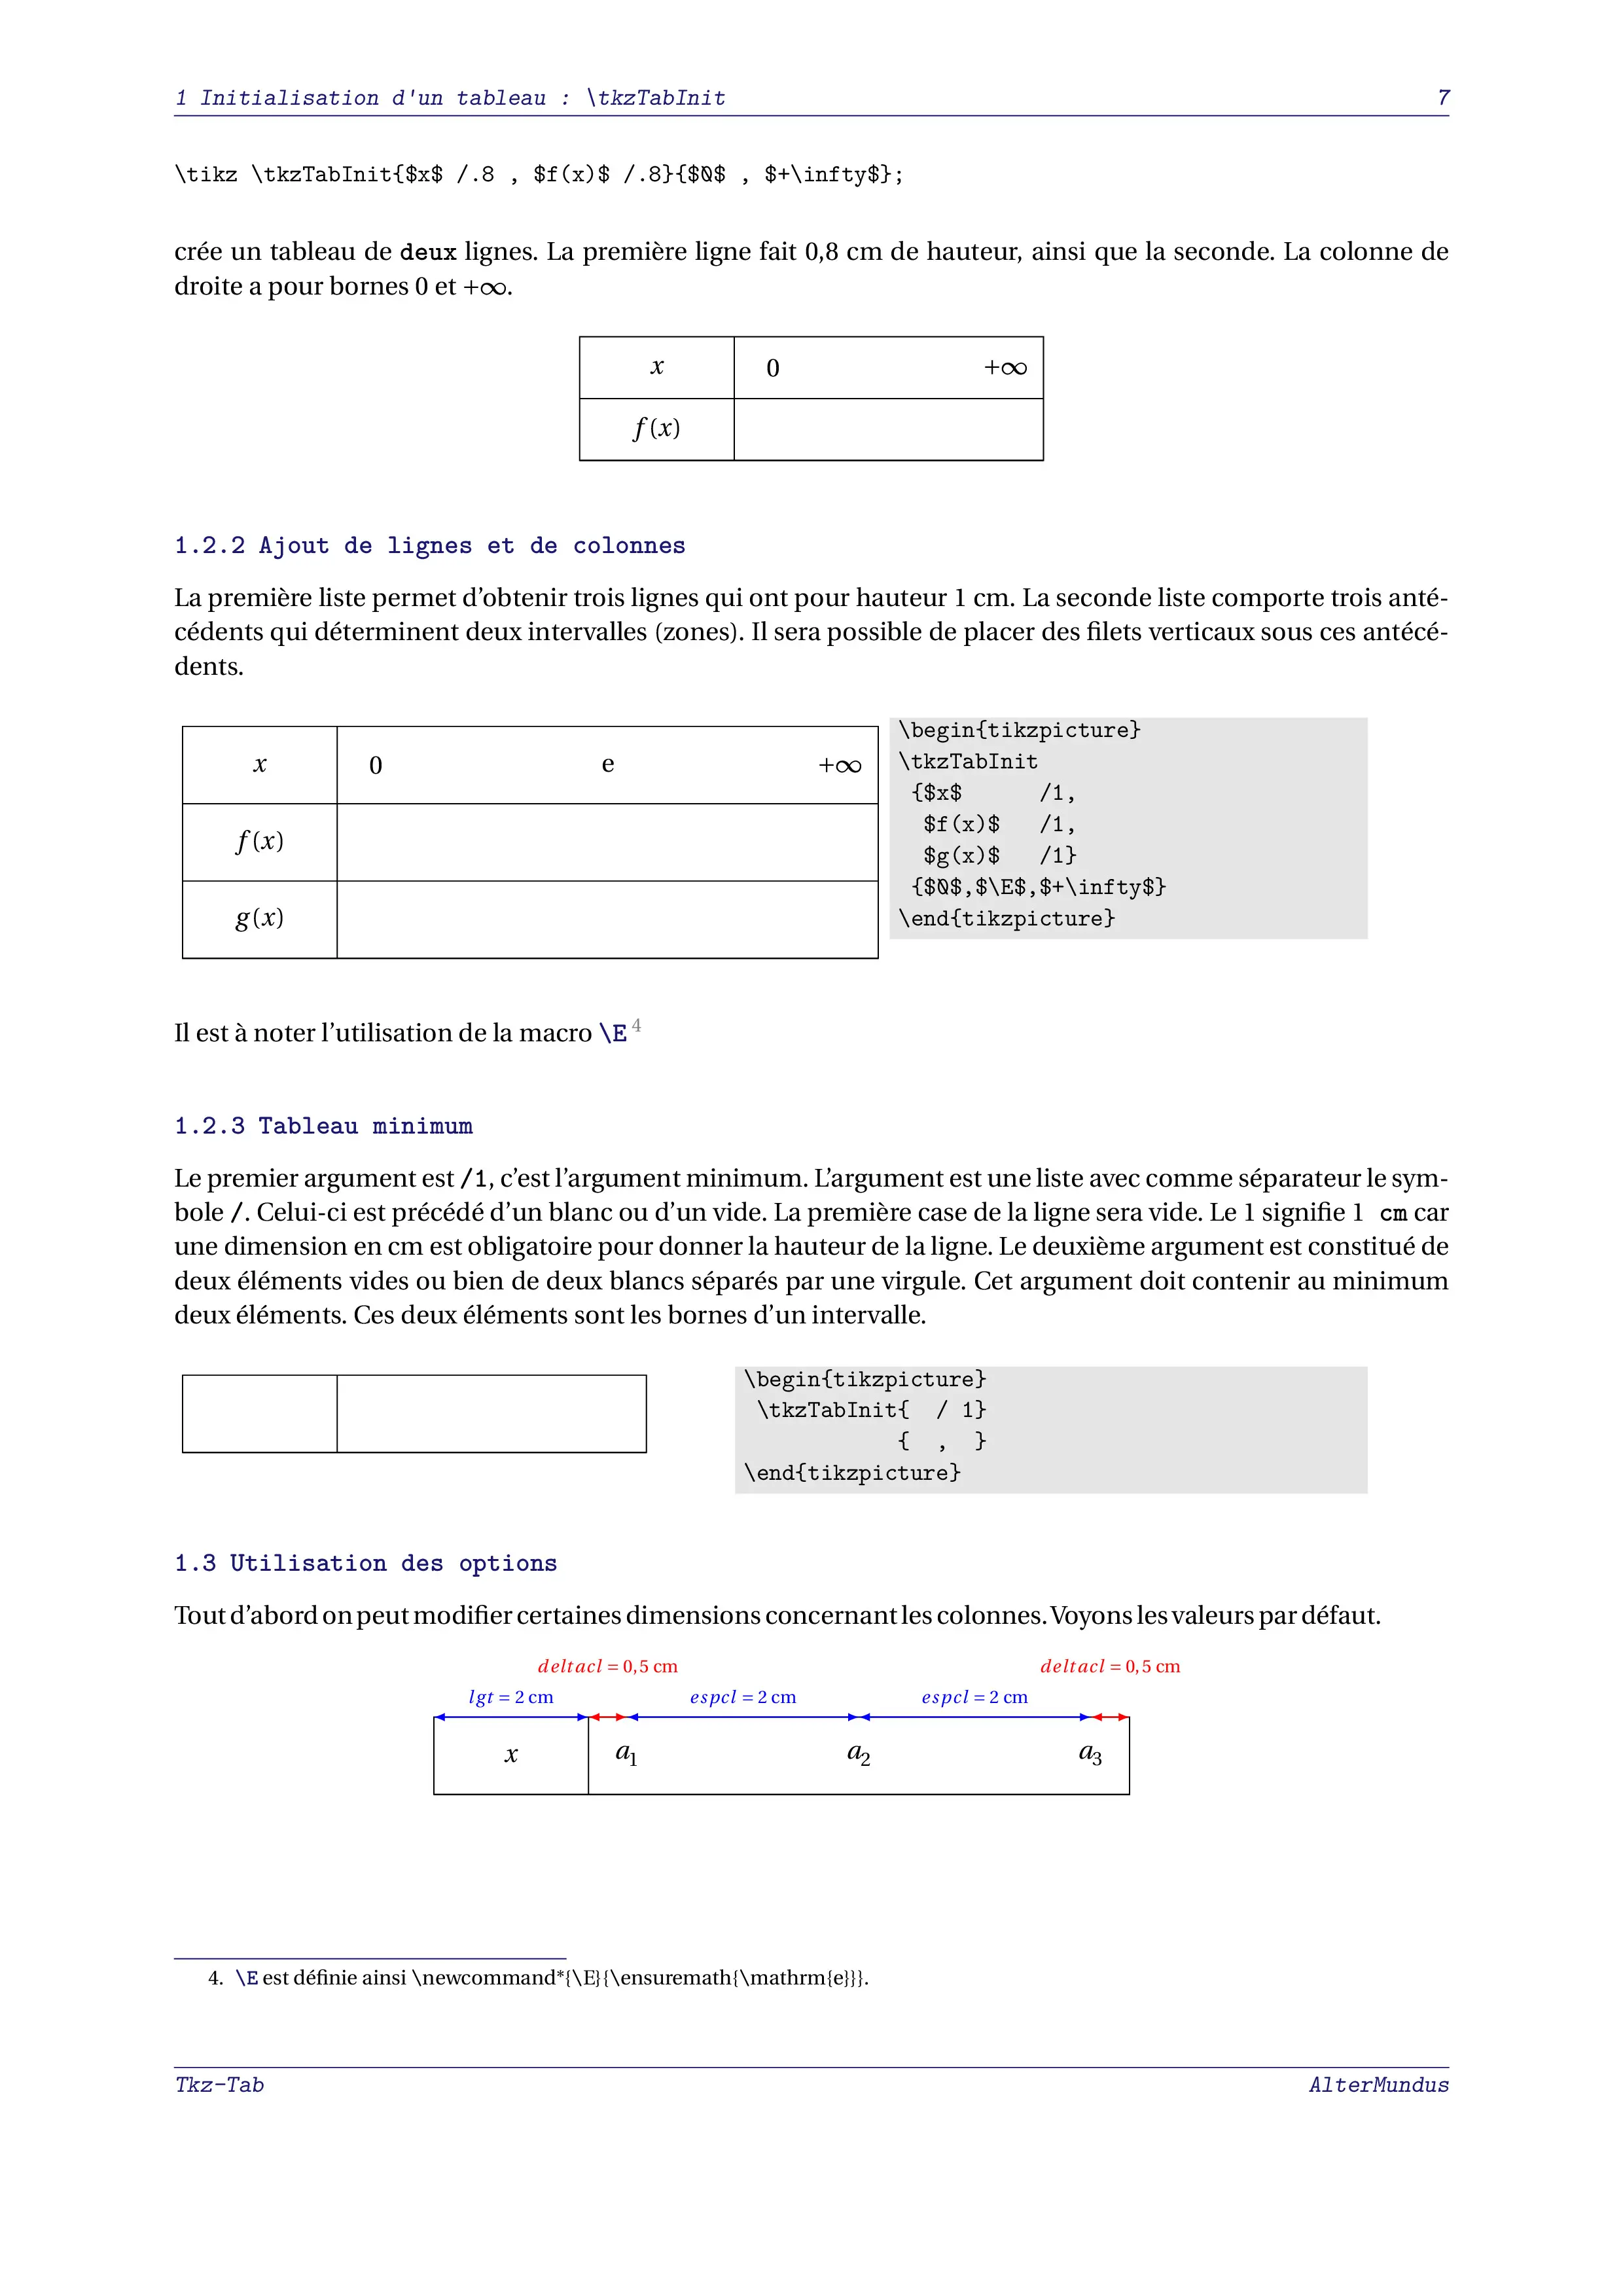 1 Initialisation d'un tableau : \tkzTabInit 7
\tikz \tkzTabInit{$x$ /.8 , $f(x)$ /.8}{$0$ , $+\infty$};
crée un tableau de deux lignes. La première ligne fait 0,8 cm de hauteur, ainsi que la seconde. La colonne de
droite a pour bornes 0 et +∞.
x 0 +∞
f(x)
1.2.2 Ajout de lignes et de colonnes
La première liste permet d'obtenir trois lignes qui ont pour hauteur 1 cm. La seconde liste comporte trois anté-
cédents qui déterminent deux intervalles (zones). Il sera possible de placer des filets verticaux sous ces antécé-
dents.
x 0 e +∞
f(x)
g(x)
\begin{tikzpicture}
\tkzTabInit
{$x$ /1,
$f(x)$ /1,
$g(x)$ /1}
{$0$,$\E$,$+\infty$}
\end{tikzpicture}
Il est à noter l'utilisation de la macro \E 4
1.2.3 Tableau minimum
Le premier argument est /1, c'est l'argument minimum. L'argument est une liste avec comme séparateur le sym-
bole /. Celui-ci est précédé d'un blanc ou d'un vide. La première case de la ligne sera vide. Le 1 signifie 1 cm car
une dimension en cm est obligatoire pour donner la hauteur de la ligne. Le deuxième argument est constitué de
deux éléments vides ou bien de deux blancs séparés par une virgule. Cet argument doit contenir au minimum
deux éléments. Ces deux éléments sont les bornes d'un intervalle.
\begin{tikzpicture}
\tkzTabInit{ / 1}
{ , }
\end{tikzpicture}
1.3 Utilisation des options
Tout d'abord on peut modifier certaines dimensions concernant les colonnes. Voyons les valeurs par défaut.
deltacl = 0,5 cm deltacl = 0,5 cm
lgt = 2 cm espcl = 2 cm espcl = 2 cm
x a1 a2 a3
4. \E est définie ainsi \newcommand*{\E}{\ensuremath{\mathrm{e}}}.
Tkz-Tab AlterMundus